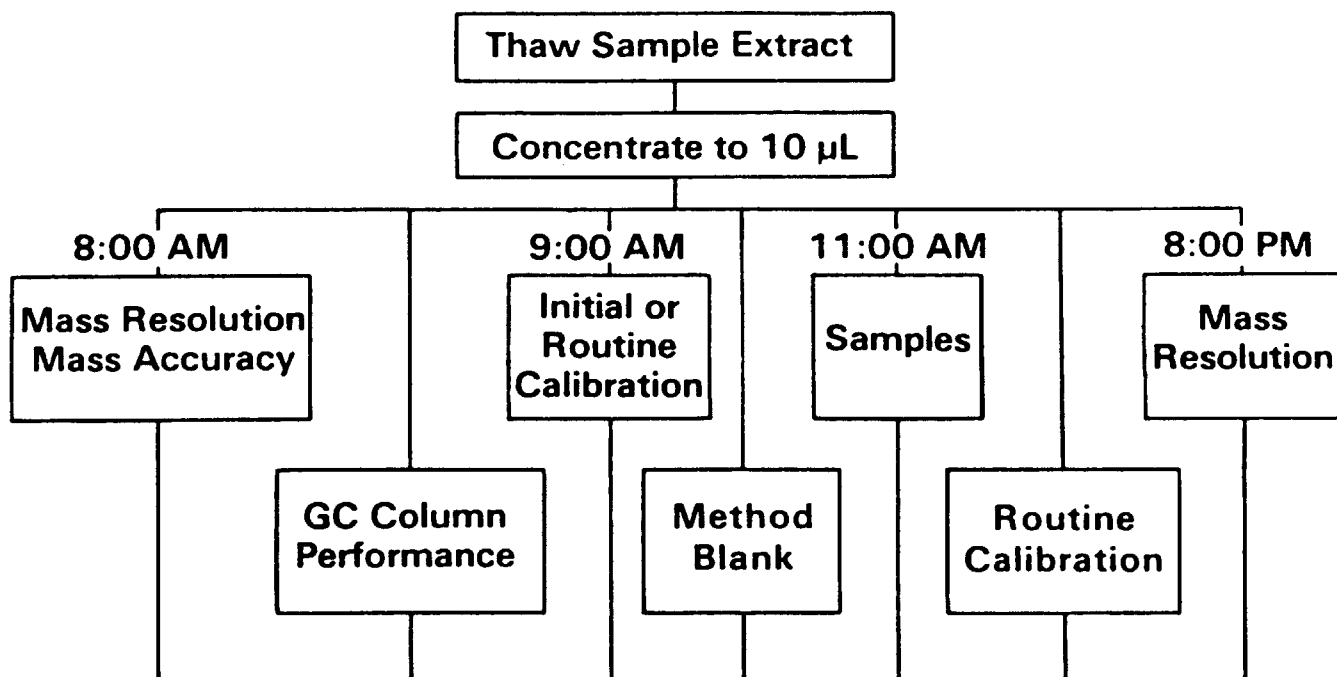 Thaw Sample Extract
Concentrate to 10 µL
8:00 AM
9:00 AM
11:00 AM
8:00 PM
Mass Resolution
Mass Accuracy
Initial or
Routine
Calibration
Samples
Mass
Resolution
GC Column
Performance
Method
Blank
Routine
Calibration